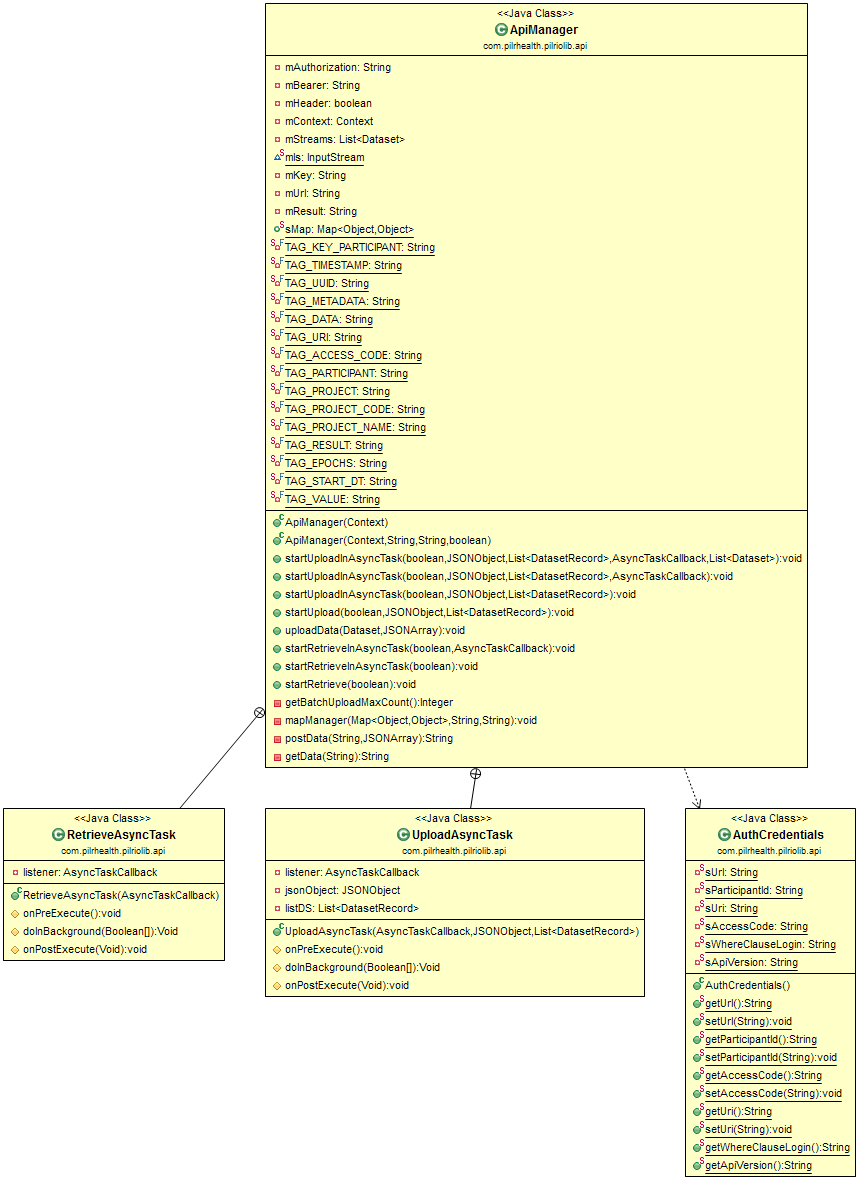 <<Java Class>>
ApiManager
com.pilrhealth.pilriolib.api
mAuthorization: String
mBearer: String
mHeader: boolean
mContext: Context
mStreams: List<Dataset>
mIs: InputStream
mKey: String
mUrl: String
mResult: String
sMap: Map<Object,Object>
TAG_KEY_PARTICIPANT: String
TAG_TIMESTAMP: String
TAG_UUID: String
TAG_METADATA: String
TAG_DATA: String
TAG_URI: String
TAG_ACCESS_CODE: String
TAG_PARTICIPANT: String
TAG_PROJECT: String
TAG_PROJECT_CODE: String
TAG_PROJECT_NAME: String
TAG_RESULT: String
TAG_EPOCHS: String
TAG_START_DT: String
TAG_VALUE: String
ApiManager(Context)
ApiManager(Context,String,String,boolean)
startUploadInAsyncTask(boolean,JSONObject,List<DatasetRecord>,AsyncTaskCallback,List<Dataset>):void
startUploadInAsyncTask(boolean,JSONObject,List<DatasetRecord>,AsyncTaskCallback):void
startUploadInAsyncTask(boolean,JSONObject,List<DatasetRecord>):void
startUpload(boolean,JSONObject,List<DatasetRecord>):void
uploadData(Dataset,JSONArray):void
startRetrieveInAsyncTask(boolean,AsyncTaskCallback):void
startRetrieveInAsyncTask(boolean):void
startRetrieve(boolean):void
getBatchUploadMaxCount():Integer
mapManager(Map<Object,Object>,String,String):void
postData(String,JSONArray):String
getData(String):String
<<Java Class>>
RetrieveAsyncTask
com.pilrhealth.pilriolib.api
listener: AsyncTaskCallback
RetrieveAsyncTask(AsyncTaskCallback)
onPreExecute():void
doInBackground(Boolean[]):Void
onPostExecute(Void):void
<<Java Class>>
UploadAsyncTask
com.pilrhealth.pilriolib.api
listener: AsyncTaskCallback
jsonObject: JSONObject
listDS: List<DatasetRecord>
UploadAsyncTask(AsyncTaskCallback,JSONObject,List<DatasetRecord>)
onPreExecute():void
doInBackground(Boolean[]):Void
onPostExecute(Void):void
<<Java Class>>
AuthCredentials
com.pilrhealth.pilriolib.api
sUrl: String
sParticipantId: String
sUri: String
sAccessCode: String
sWhereClauseLogin: String
sApiVersion: String
AuthCredentials()
getUrl():String
setUrl(String):void
getParticipantId():String
setParticipantId(String):void
getAccessCode():String
setAccessCode(String):void
getUri():String
setUri(String):void
getWhereClauseLogin():String
getApiVersion():String